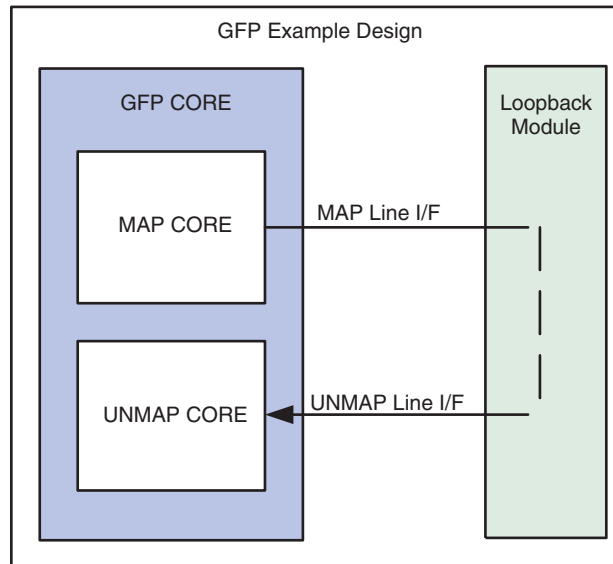 GFP Example Design
GFP CORE
Loopback
Module
MAP CORE
MAP Line I/F
UNMAP CORE
UNMAP Line I/F